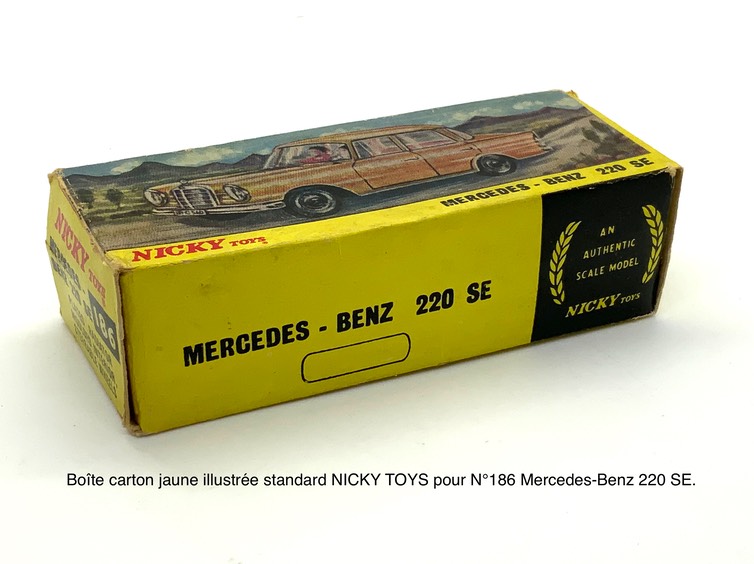 MERCEDES - BENZ 220 SE
NICKY TOYS
NICKY TOYS
186
MERCEDES - BENZ 220 SE
AN
AUTHENTIC
SCALE MODEL
NICKY TOYS
Boîte carton jaune illustrée standard NICKY TOYS pour N°186 Mercedes-Benz 220 SE.